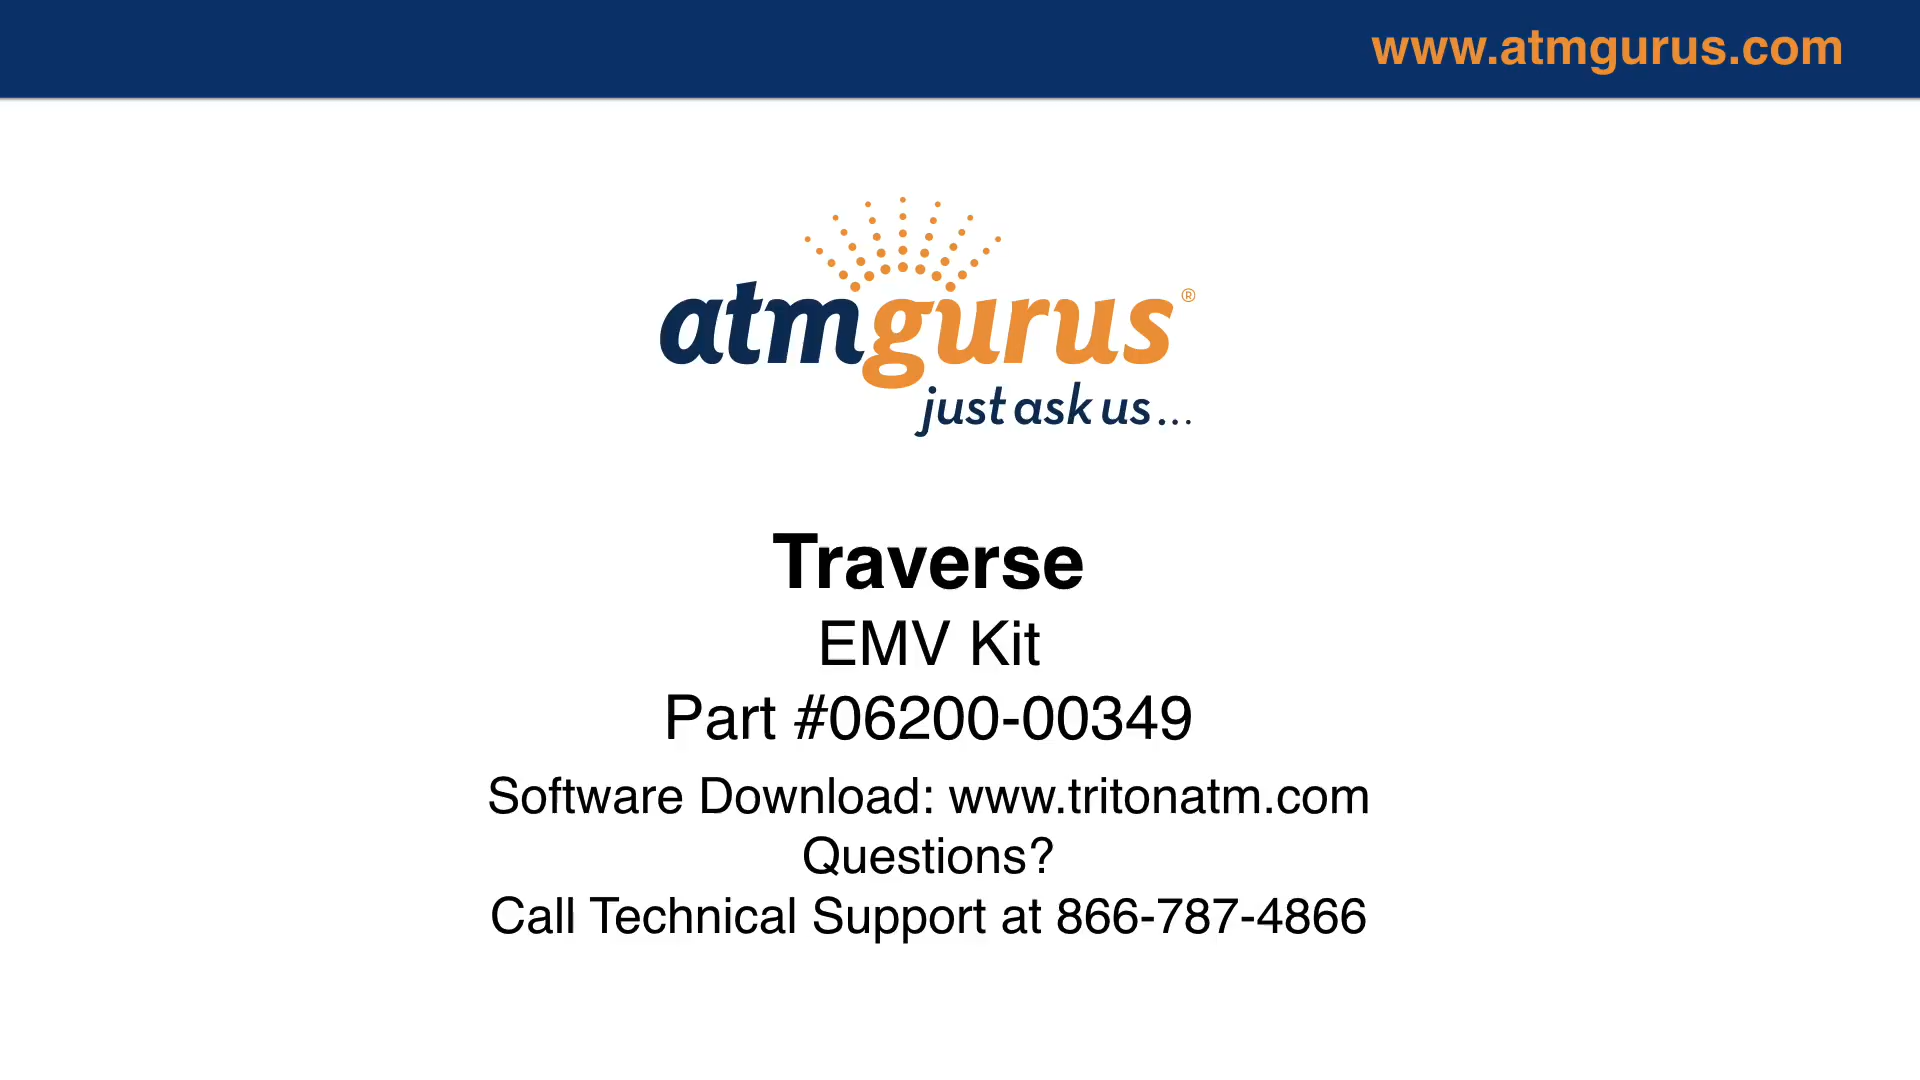 www.atmgurus.com
atmgurus®
just ask us...
Traverse
EMV Kit
Part #06200-00349
Software Download: www.tritonatm.com
Questions?
Call Technical Support at 866-787-4866